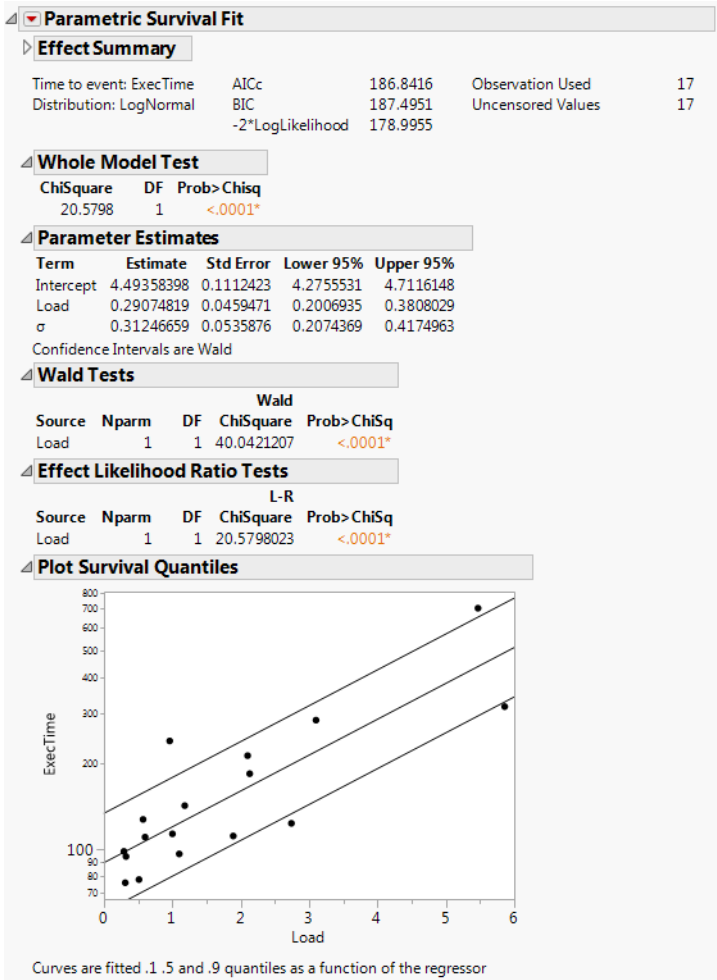 Parametric Survival Fit
Effect Summary
Time to event: ExecTime AICc 186.8416 Observation Used 17
Distribution: LogNormal BIC 187.4951 Uncensored Values 17
-2*LogLikelihood 178.9955
Whole Model Test
ChiSquare DF Prob>Chisq
20.5798 1 <.0001*
Parameter Estimates
Term Estimate Std Error Lower 95% Upper 95%
Intercept 4.49358398 0.1112423 4.2755531 4.7116148
Load 0.29074819 0.0459471 0.2006935 0.3808029
σ 0.31246659 0.0535876 0.2074369 0.4174963
Confidence Intervals are Wald
Wald Tests
Wald
Source Nparm DF ChiSquare Prob>ChiSq
Load 1 1 40.0421207 <.0001*
Effect Likelihood Ratio Tests
L-R
Source Nparm DF ChiSquare Prob>ChiSq
Load 1 1 20.5798023 <.0001*
Plot Survival Quantiles
800
700
600
500
400
300
200
100
90
80
70
ExecTime
0 1 2 3 4 5 6
Load
Curves are fitted .1 .5 and .9 quantiles as a function of the regressor